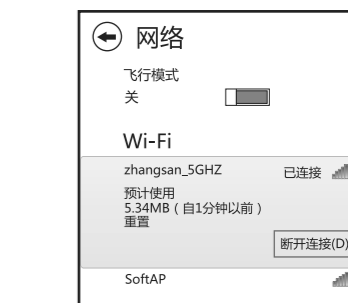 网络
飞行模式
关
Wi-Fi
zhangsan_5GHZ 已连接
预计使用
5.34MB（自1分钟以前）
重置
断开连接(D)
SoftAP